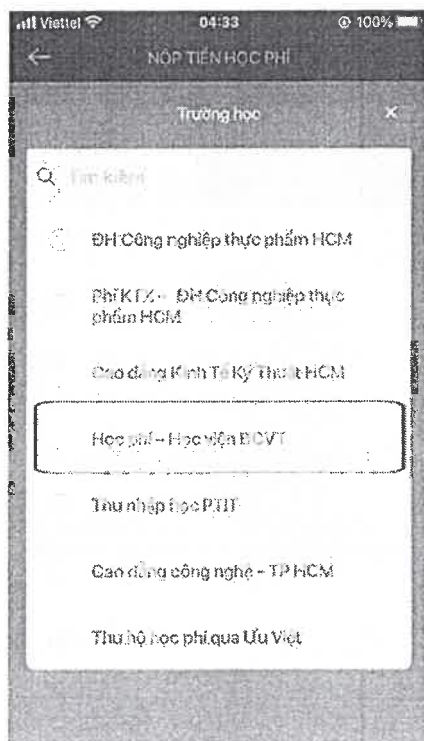 Viettel 04:33 100%
NỘP TIỀN HỌC PHÍ
Trường học
Tìm kiếm
ĐH Công nghiệp thực phẩm HCM
Phí KTX - ĐH Công nghiệp thực
phẩm HCM
Cao đẳng Kinh Tế Kỹ Thuật HCM
Học phí - Học viện BCVT
Thu nhập học PTIT
Cao đẳng công nghệ - TP HCM
Thu hộ học phí qua Ưu Việt